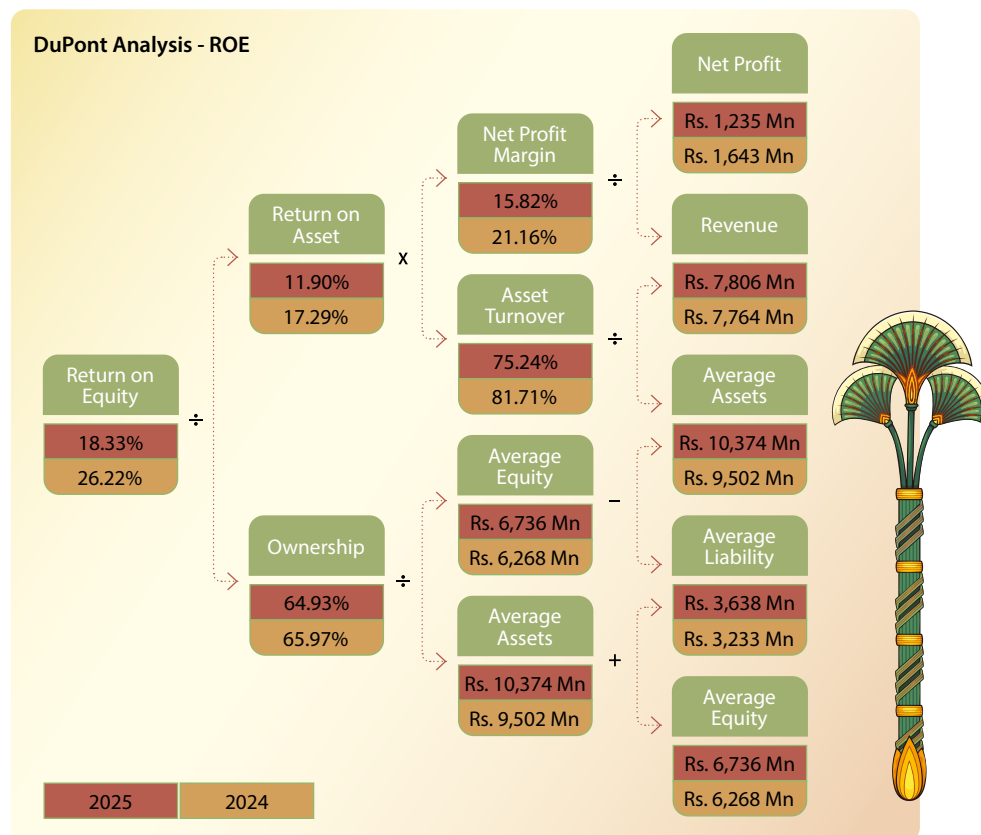 DuPont Analysis - ROE
Return on
Equity
18.33%
26.22%
÷
Return on
Asset
11.90%
17.29%
x
Ownership
64.93%
65.97%
÷
Net Profit
Margin
15.82%
21.16%
÷
Asset
Turnover
75.24%
81.71%
÷
Average
Equity
Rs. 6,736 Mn
Rs. 6,268 Mn
–
Average
Assets
Rs. 10,374 Mn
Rs. 9,502 Mn
+
Net Profit
Rs. 1,235 Mn
Rs. 1,643 Mn
Revenue
Rs. 7,806 Mn
Rs. 7,764 Mn
Average
Assets
Rs. 10,374 Mn
Rs. 9,502 Mn
Average
Liability
Rs. 3,638 Mn
Rs. 3,233 Mn
Average
Equity
Rs. 6,736 Mn
Rs. 6,268 Mn
2025
2024